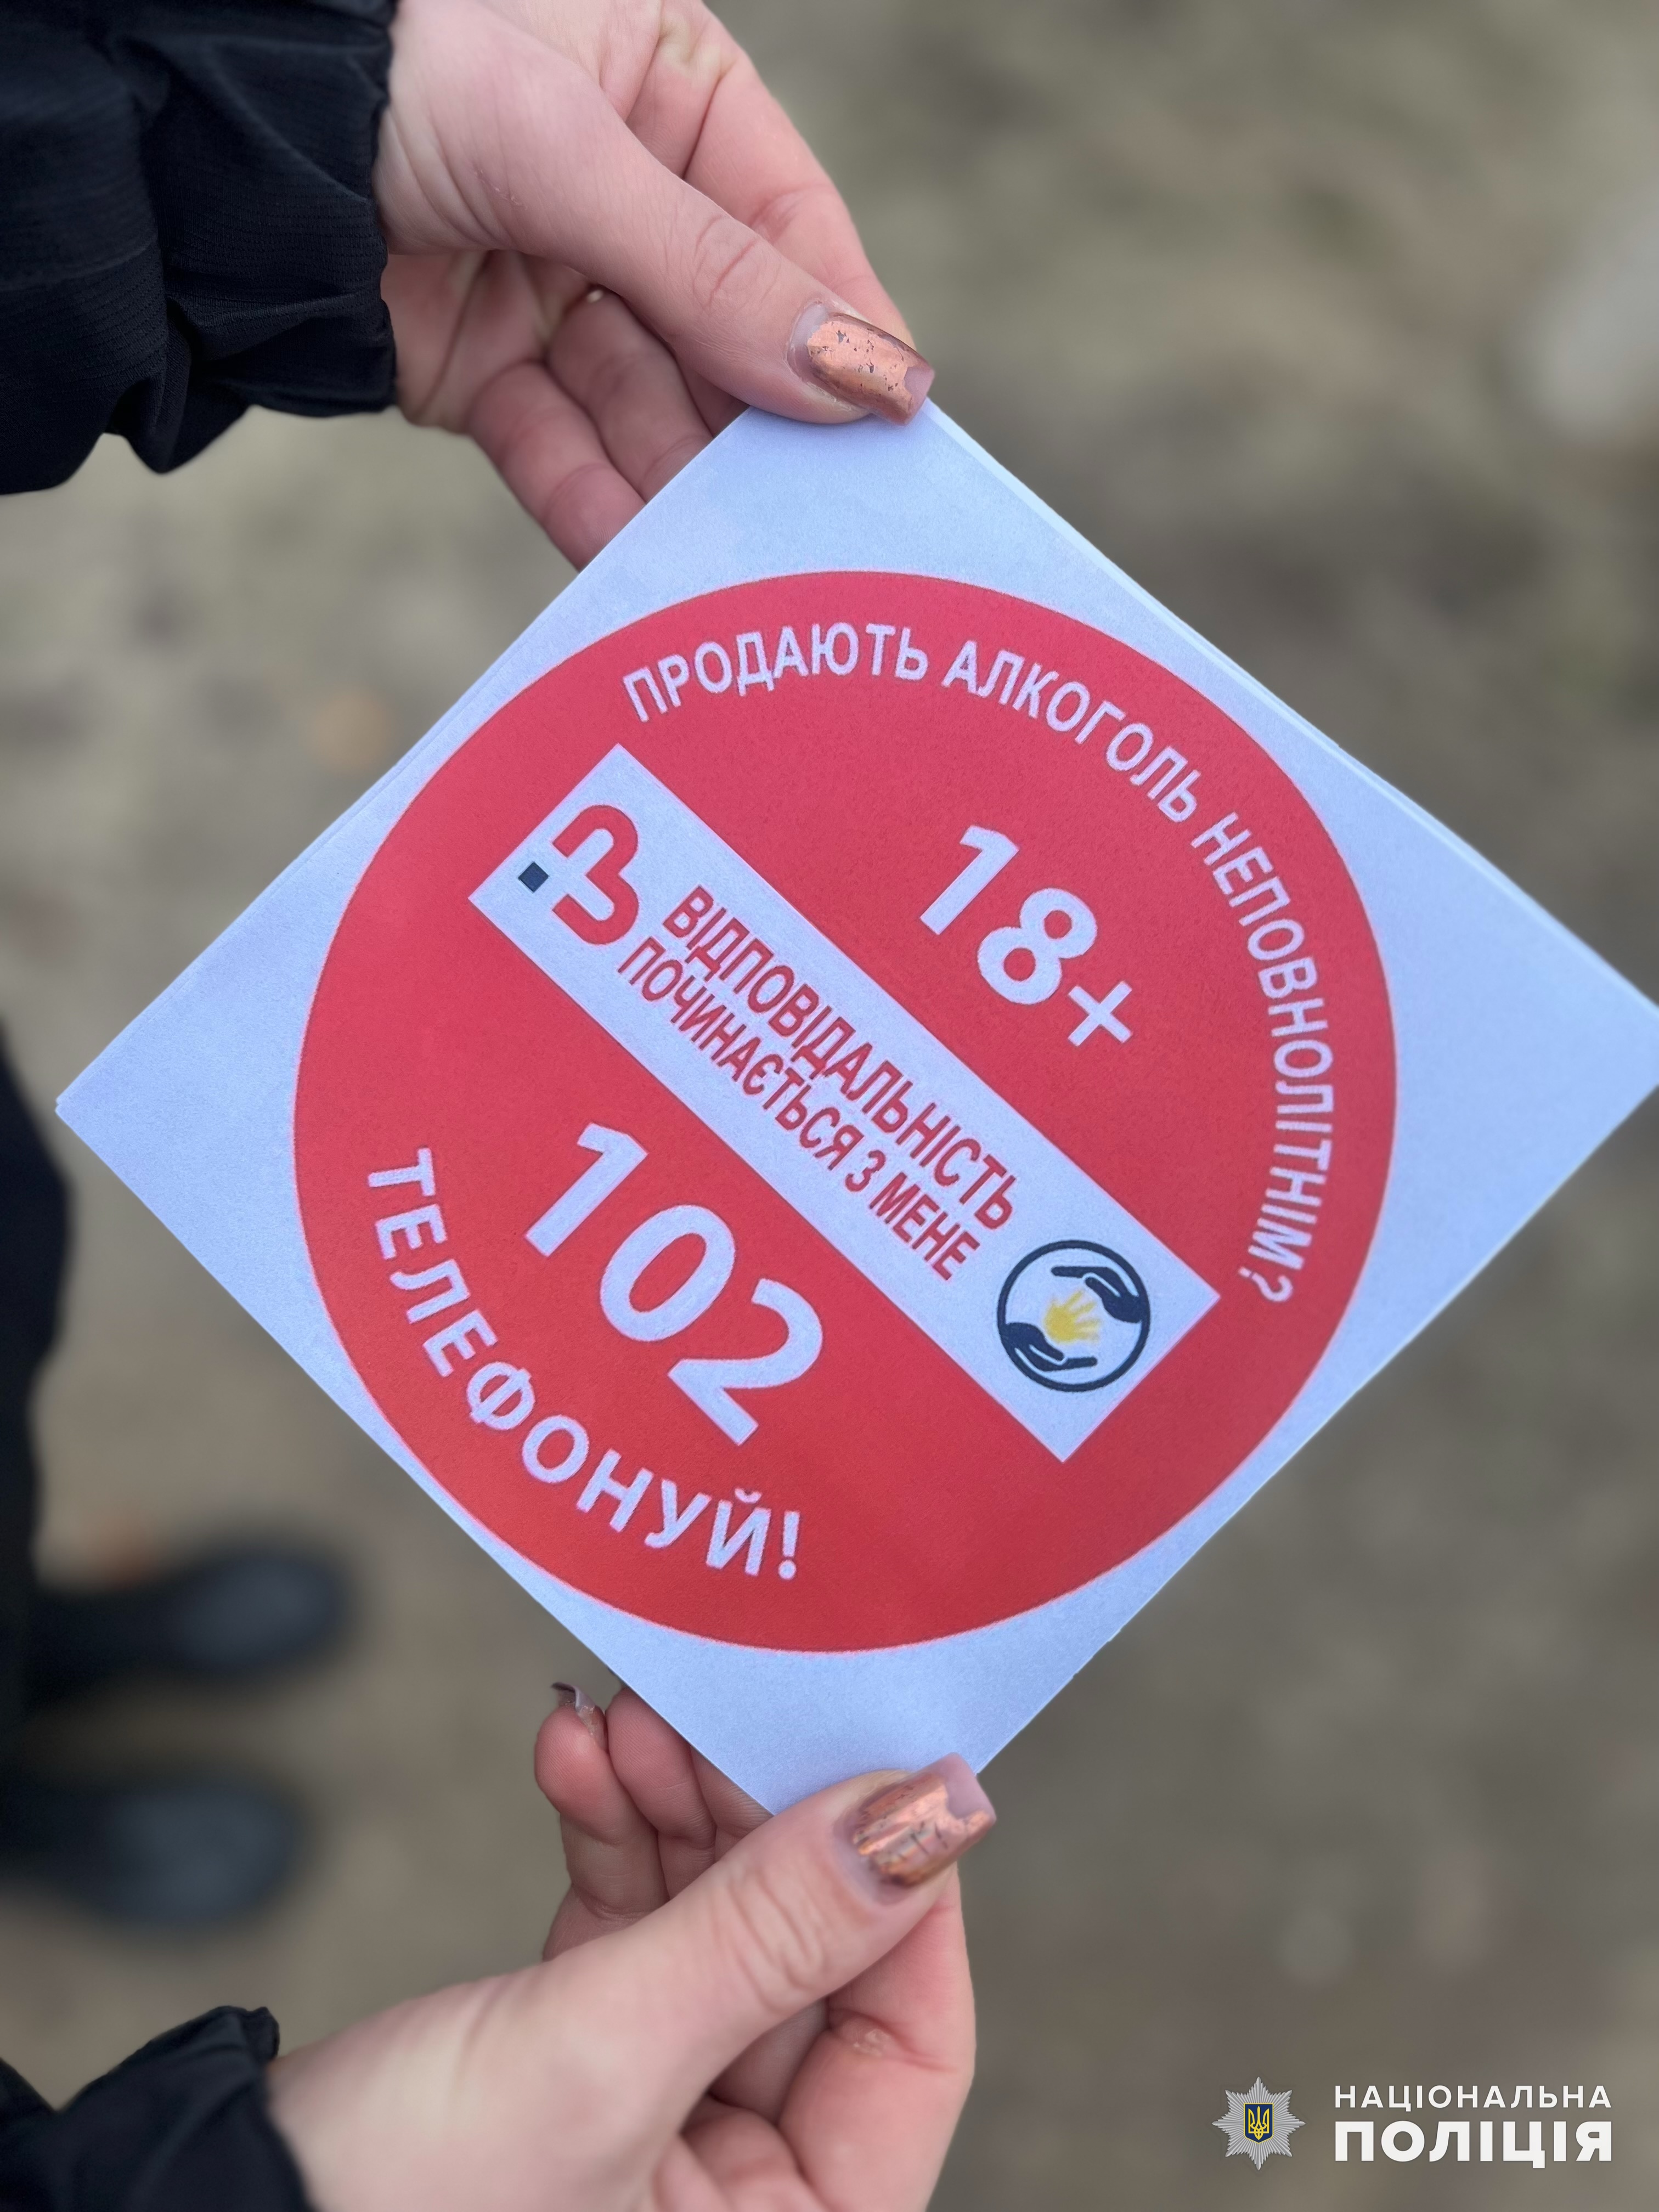 ПРОДАЮТЬ АЛКОГОЛЬ НЕПОВНОЛІТНІМ?
18+
ВІДПОВІДАЛЬНІСТЬ
ПОЧИНАЄТЬСЯ З МЕНЕ
102
ТЕЛЕФОНУЙ!
НАЦІОНАЛЬНА
ПОЛІЦІЯ